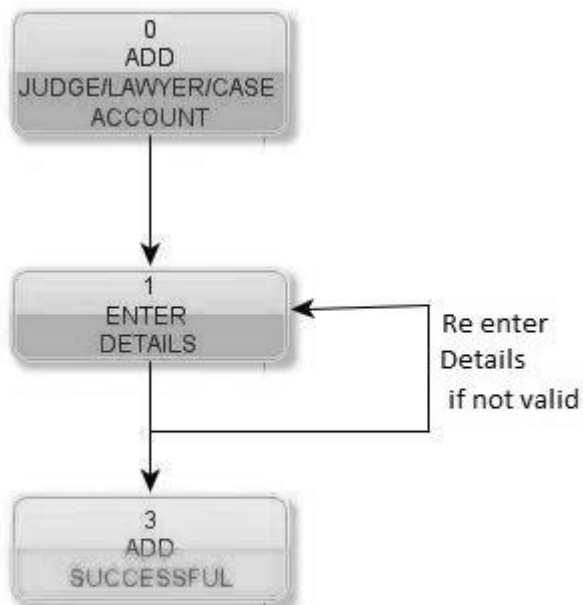 0
ADD
JUDGE/LAWYER/CASE
ACCOUNT
1
ENTER
DETAILS
Re enter
Details
if not valid
3
ADD
SUCCESSFUL